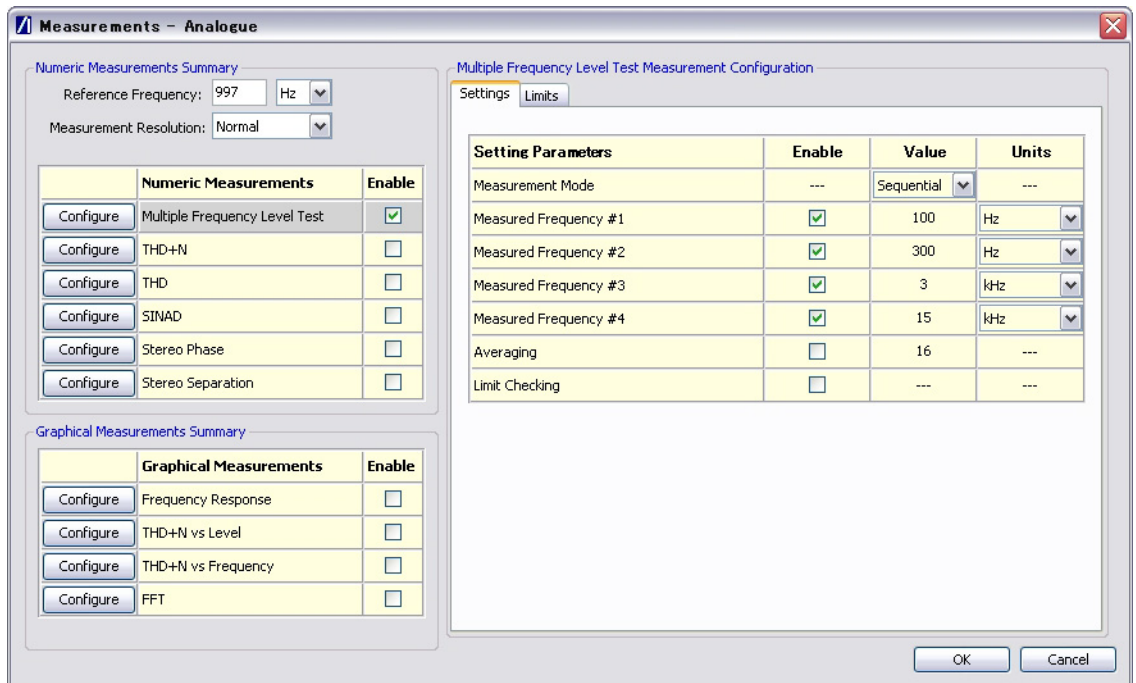 Measurements - Analogue
Numeric Measurements Summary
Reference Frequency: 997 Hz
Measurement Resolution: Normal
Numeric Measurements Enable
Configure Multiple Frequency Level Test
Configure THD+N
Configure THD
Configure SINAD
Configure Stereo Phase
Configure Stereo Separation
Graphical Measurements Summary
Graphical Measurements Enable
Configure Frequency Response
Configure THD+N vs Level
Configure THD+N vs Frequency
Configure FFT
Multiple Frequency Level Test Measurement Configuration
Settings Limits
Setting Parameters Enable Value Units
Measurement Mode --- Sequential ---
Measured Frequency #1 100 Hz
Measured Frequency #2 300 Hz
Measured Frequency #3 3 kHz
Measured Frequency #4 15 kHz
Averaging 16 ---
Limit Checking --- ---
OK Cancel